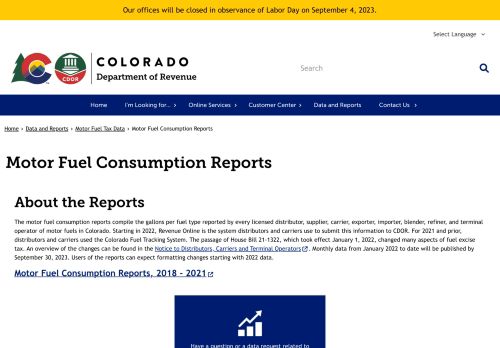 Our offices will be closed in observance of Labor Day on September 4, 2023.
Select Language
COLORADO
Department of Revenue
CDOR
Search
Home I'm Looking for... Online Services Customer Center Data and Reports Contact Us
Home › Data and Reports › Motor Fuel Tax Data › Motor Fuel Consumption Reports
Motor Fuel Consumption Reports
About the Reports
The motor fuel consumption reports compile the gallons per fuel type reported by every licensed distributor, supplier, carrier, exporter, importer, blender, refiner, and terminal
operator of motor fuels in Colorado. Starting in 2022, Revenue Online is the system distributors and carriers use to submit this information to CDOR. For 2021 and prior,
distributors and carriers used the Colorado Fuel Tracking System. The passage of House Bill 21-1322, which took effect January 1, 2022, changed many aspects of fuel excise
tax. An overview of the changes can be found in the Notice to Distributors, Carriers and Terminal Operators. Monthly data from January 2022 to date will be published by
September 30, 2023. Users of the reports can expect formatting changes starting with 2022 data.
Motor Fuel Consumption Reports, 2018 - 2021
Have a question or a data request related to